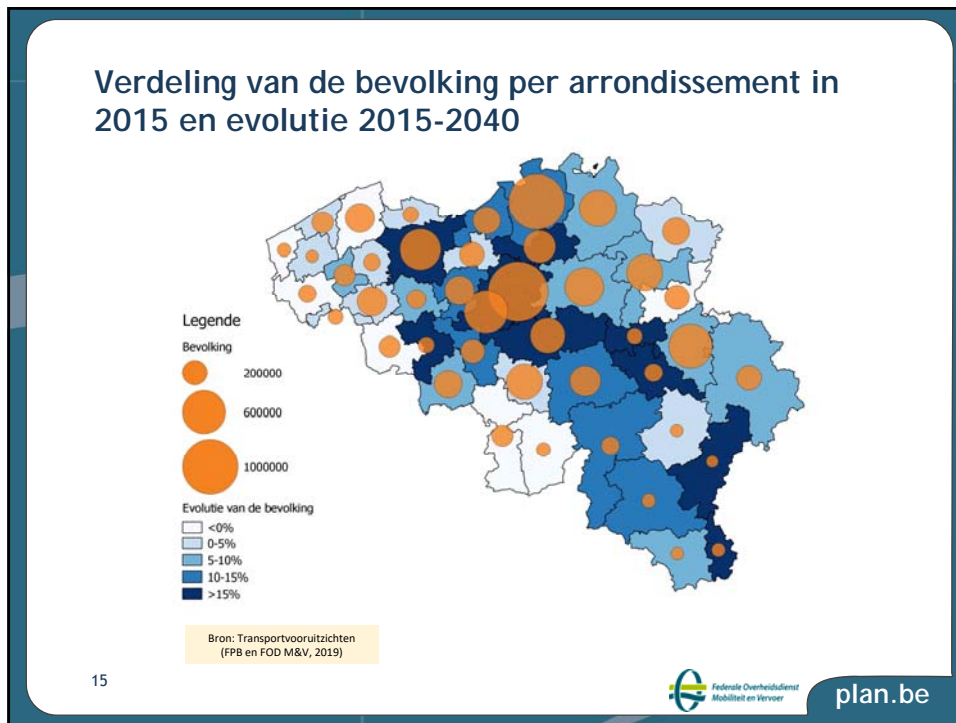 Verdeling van de bevolking per arrondissement in
2015 en evolutie 2015-2040
Legende
Bevolking
200000
600000
1000000
Evolutie van de bevolking
<0%
0-5%
5-10%
10-15%
>15%
Bron: Transportvooruitzichten
(FPB en FOD M&V, 2019)
15
Federale Overheidsdienst
Mobiliteit en Vervoer
plan.be